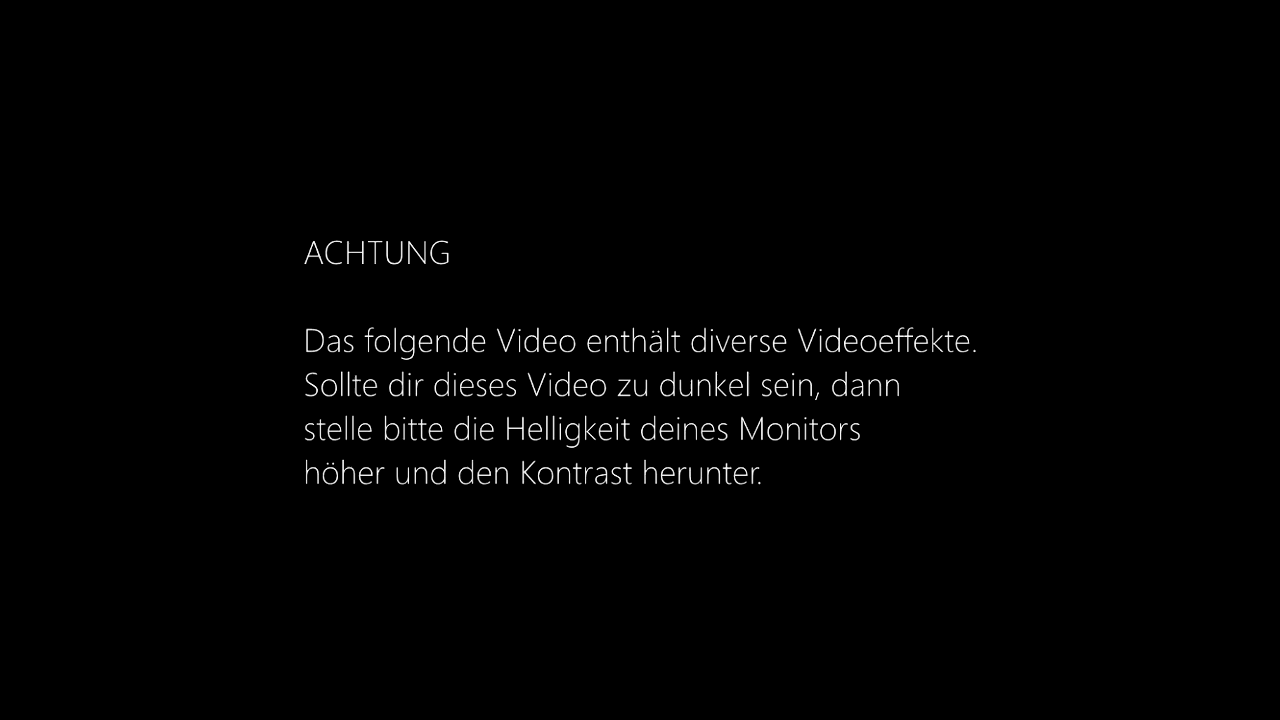 ACHTUNG
Das folgende Video enthält diverse Videoeffekte.
Sollte dir dieses Video zu dunkel sein, dann
stelle bitte die Helligkeit deines Monitors
höher und den Kontrast herunter.